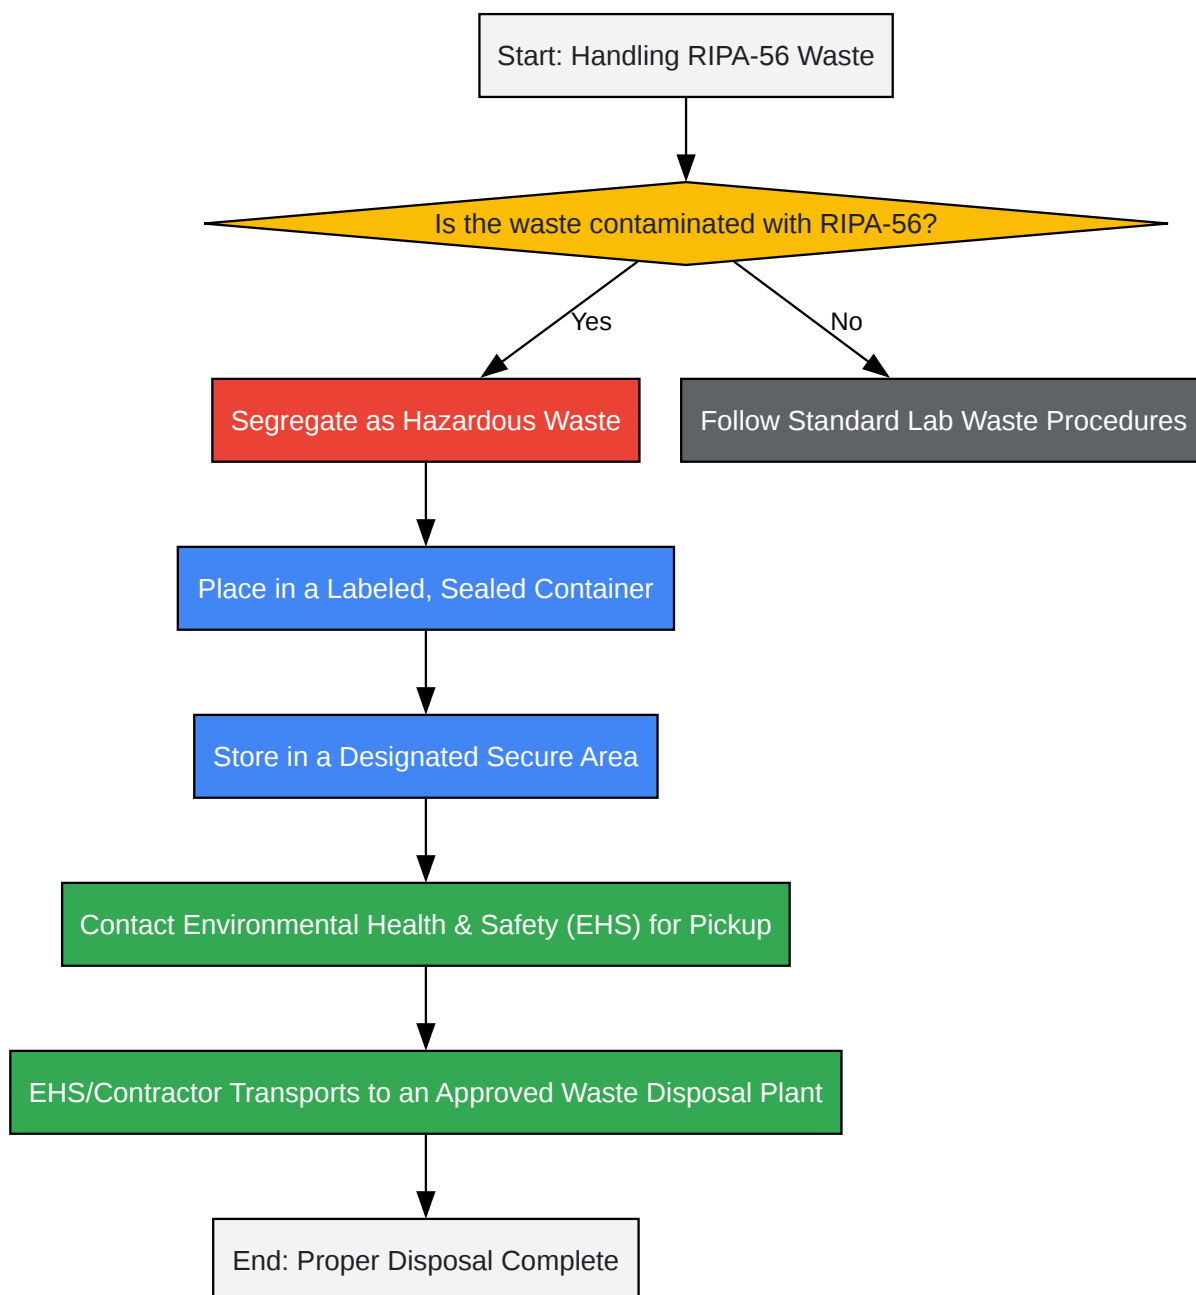 Start: Handling RIPA-56 Waste
Is the waste contaminated with RIPA-56?
Yes
No
Segregate as Hazardous Waste
Follow Standard Lab Waste Procedures
Place in a Labeled, Sealed Container
Store in a Designated Secure Area
Contact Environmental Health & Safety (EHS) for Pickup
EHS/Contractor Transports to an Approved Waste Disposal Plant
End: Proper Disposal Complete